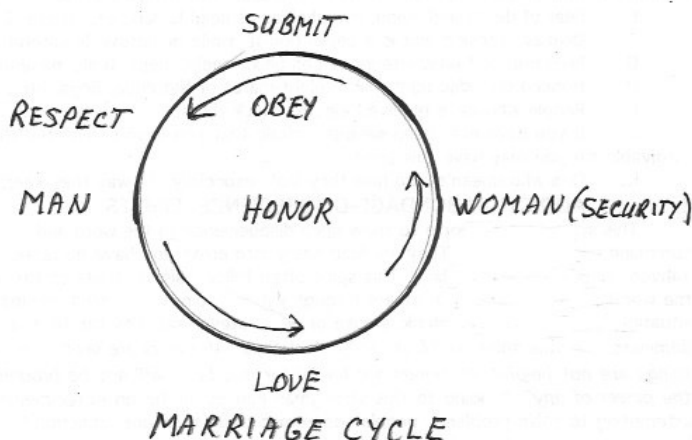 SUBMIT
OBEY
RESPECT
MAN HONOR WOMAN (SECURITY)
LOVE
MARRIAGE CYCLE